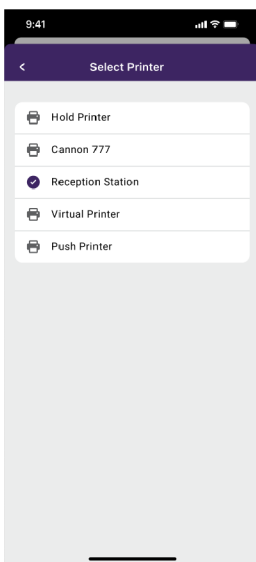 9:41
Select Printer
Hold Printer
Cannon 777
Reception Station
Virtual Printer
Push Printer